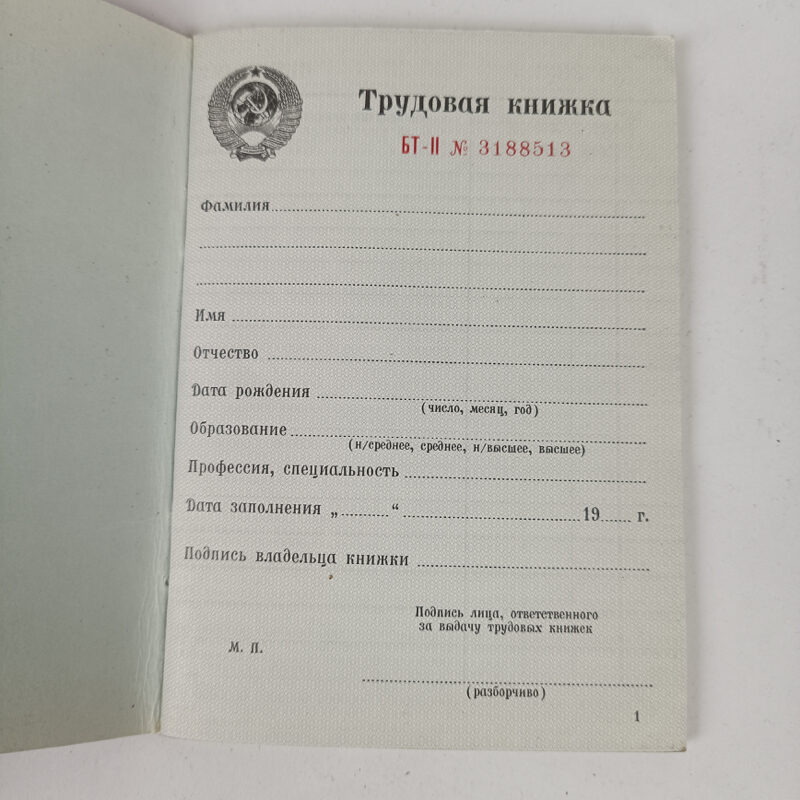 Трудовая книжка
БТ-II № 3188513
Фамилия
Имя
Отчество
Дата рождения
(число, месяц, год)
Образование
(н/среднее, среднее, н/высшее, высшее)
Профессия, специальность
Дата заполнения „ “ 19 г.
Подпись владельца книжки
Подпись лица, ответственного
за выдачу трудовых книжек
М. П.
(разборчиво)
1